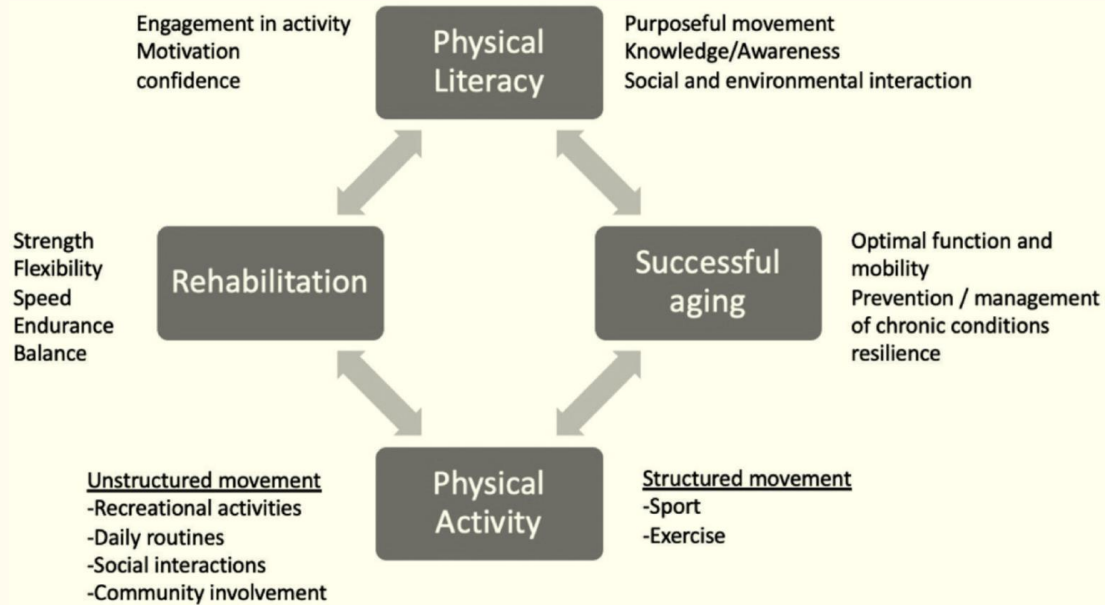 Engagement in activity
Motivation
confidence
Physical
Literacy
Purposeful movement
Knowledge/Awareness
Social and environmental interaction
Strength
Flexibility
Speed
Endurance
Balance
Rehabilitation
Successful
aging
Optimal function and
mobility
Prevention / management
of chronic conditions
resilience
Unstructured movement
-Recreational activities
-Daily routines
-Social interactions
-Community involvement
Physical
Activity
Structured movement
-Sport
-Exercise